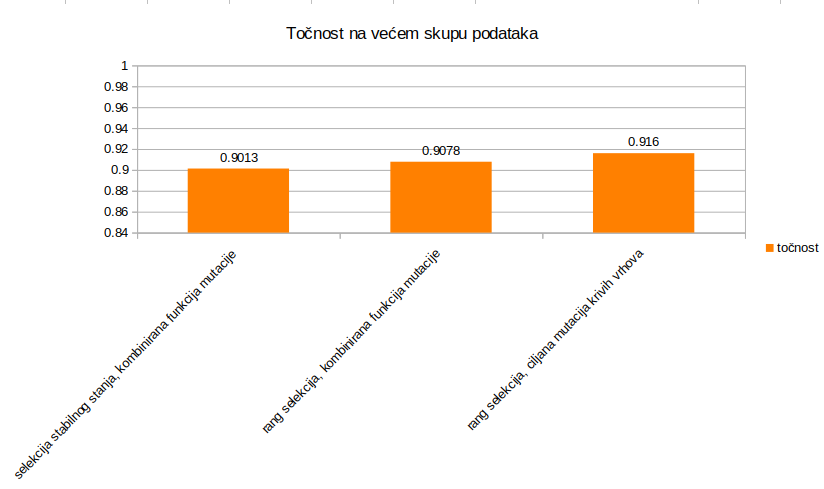 Točnost na većem skupu podataka
1
0.98
0.96
0.94
0.92
0.9
0.88
0.86
0.84
0.9013
0.9078
0.916
selekcija stabilnog stanja, kombinirana funkcija mutacije
rang selekcija, kombinirana funkcija mutacije
rang selekcija, ciljana mutacija krivih vrhova
točnost